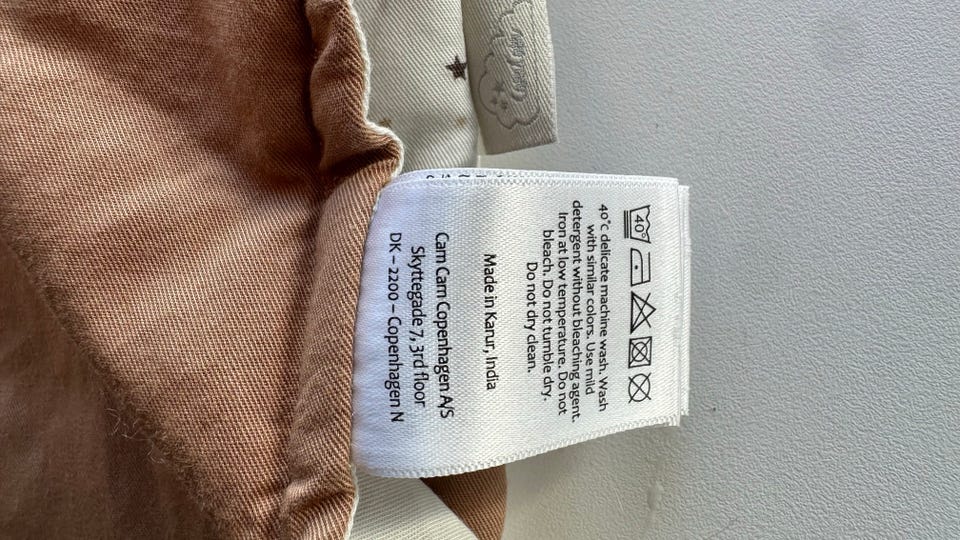 40
40°c delicate machine wash. Wash
with similar colors. Use mild
detergent without bleaching agent.
Iron at low temperature. Do not
bleach. Do not tumble dry.
Do not dry clean.
Made in Karur, India
Cam Cam Copenhagen A/S
Skyttegade 7, 3rd floor
DK – 2200 – Copenhagen N